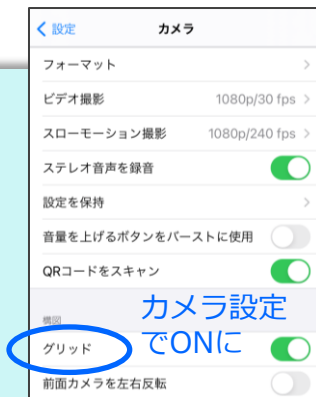 設定 カメラ
フォーマット
ビデオ撮影 1080p/30 fps
スローモーション撮影 1080p/240 fps
ステレオ音声を録音
設定を保持
音量を上げるボタンをバーストに使用
QRコードをスキャン
カメラ設定
構図
でONに
グリッド
前面カメラを左右反転